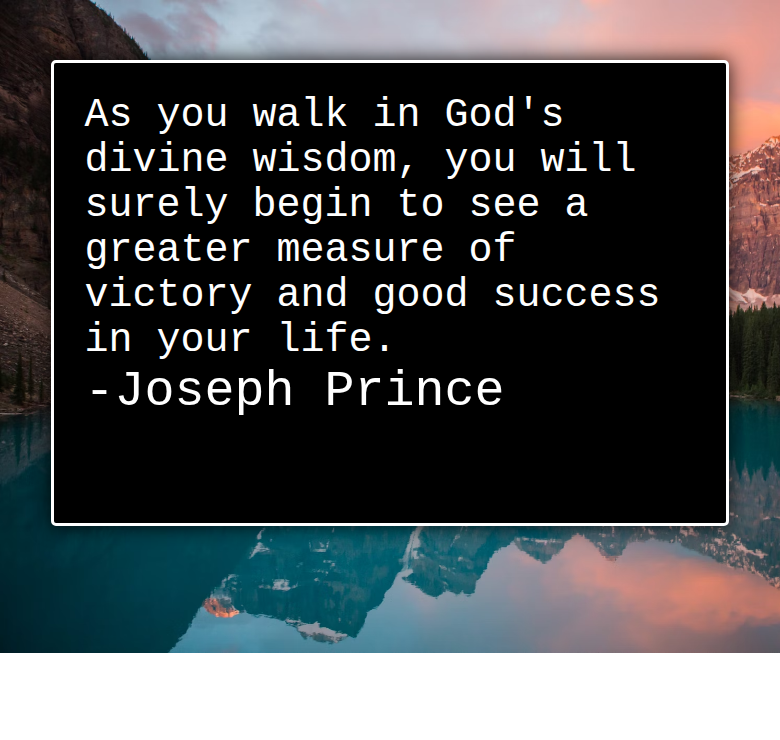 As you walk in God's
divine wisdom, you will
surely begin to see a
greater measure of
victory and good success
in your life.
-Joseph Prince